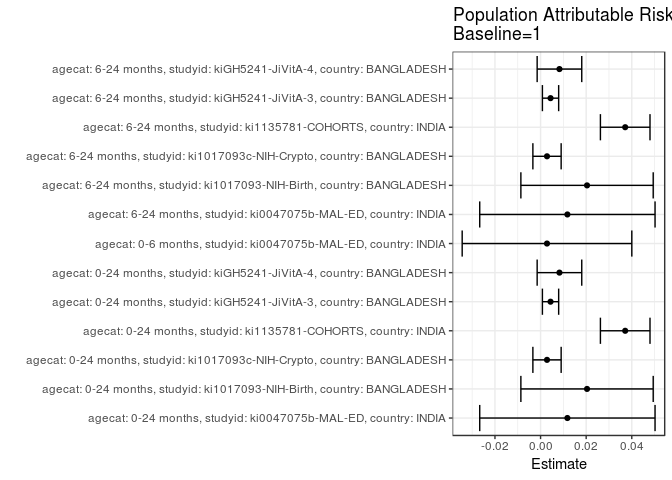 Population Attributable Risk
Baseline=1
agecat: 6-24 months, studyid: kiGH5241-JiVitA-4, country: BANGLADESH
agecat: 6-24 months, studyid: kiGH5241-JiVitA-3, country: BANGLADESH
agecat: 6-24 months, studyid: ki1135781-COHORTS, country: INDIA
agecat: 6-24 months, studyid: ki1017093c-NIH-Crypto, country: BANGLADESH
agecat: 6-24 months, studyid: ki1017093-NIH-Birth, country: BANGLADESH
agecat: 6-24 months, studyid: ki0047075b-MAL-ED, country: INDIA
agecat: 0-6 months, studyid: ki0047075b-MAL-ED, country: INDIA
agecat: 0-24 months, studyid: kiGH5241-JiVitA-4, country: BANGLADESH
agecat: 0-24 months, studyid: kiGH5241-JiVitA-3, country: BANGLADESH
agecat: 0-24 months, studyid: ki1135781-COHORTS, country: INDIA
agecat: 0-24 months, studyid: ki1017093c-NIH-Crypto, country: BANGLADESH
agecat: 0-24 months, studyid: ki1017093-NIH-Birth, country: BANGLADESH
agecat: 0-24 months, studyid: ki0047075b-MAL-ED, country: INDIA
-0.02 0.00 0.02 0.04
Estimate